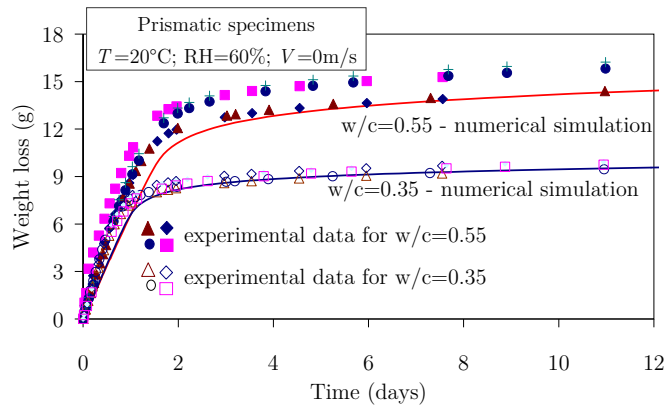 Prismatic specimens
T=20°C; RH=60%; V=0m/s
18
15
12
9
6
3
0
Weight loss (g)
w/c=0.55 - numerical simulation
w/c=0.35 - numerical simulation
experimental data for w/c=0.55
experimental data for w/c=0.35
0 2 4 6 8 10 12
Time (days)